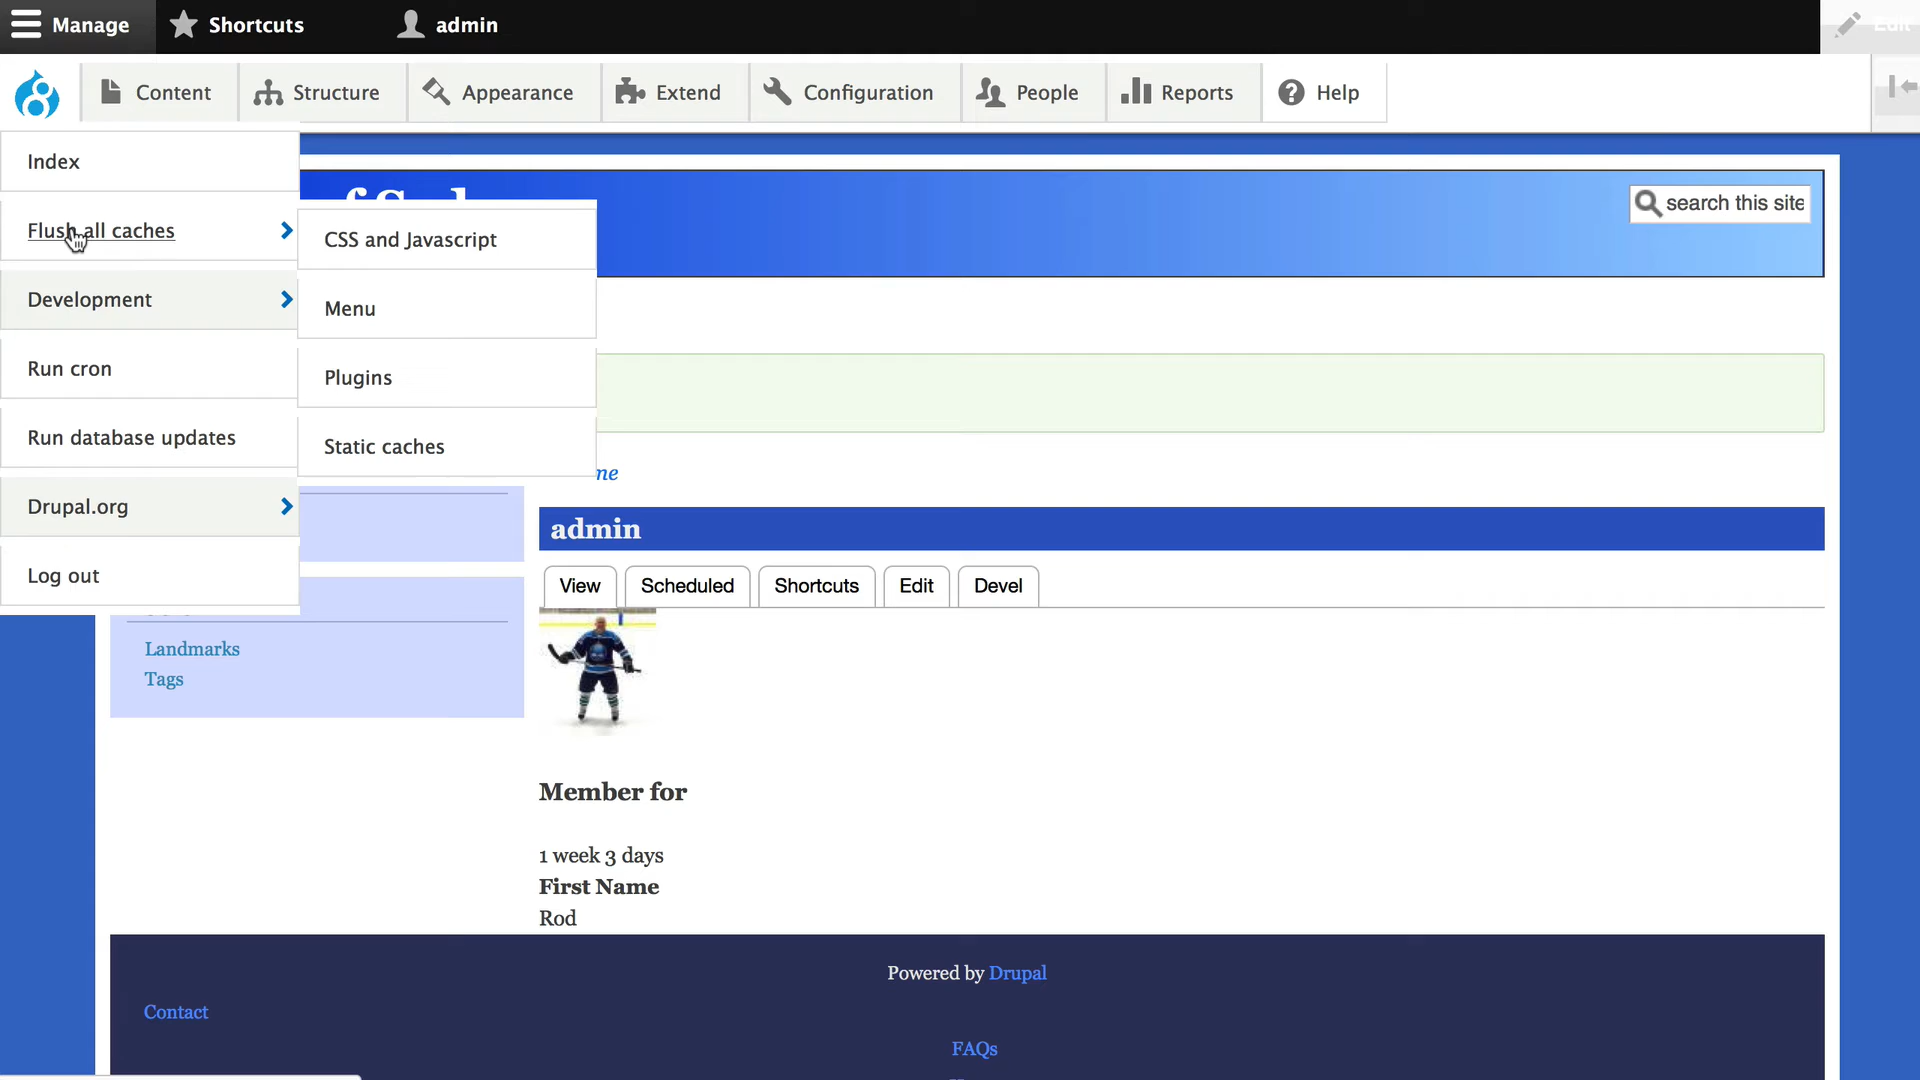 Manage
Shortcuts
admin
Edit
Content
Structure
Appearance
Extend
Configuration
People
Reports
Help
Index
Flush all caches
Development
Run cron
Run database updates
Drupal.org
Log out
CSS and Javascript
Menu
Plugins
Static caches
search this site
admin
View
Scheduled
Shortcuts
Edit
Devel
Landmarks
Tags
Member for
1 week 3 days
First Name
Rod
Powered by Drupal
Contact
FAQs